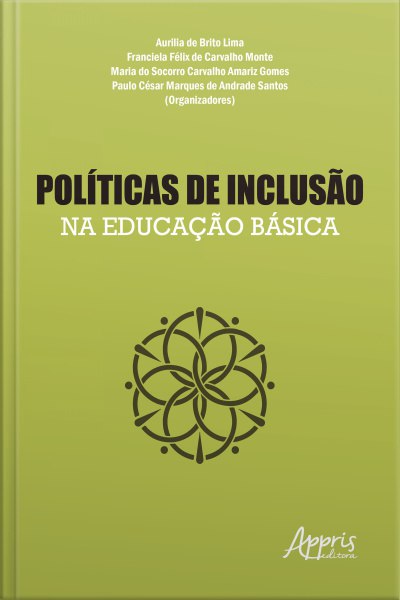 Aurilia de Brito Lima
Franciela Félix de Carvalho Monte
Maria do Socorro Carvalho Amariz Gomes
Paulo César Marques de Andrade Santos
(Organizadores)
POLÍTICAS DE INCLUSÃO
NA EDUCAÇÃO BÁSICA
Appris
editora